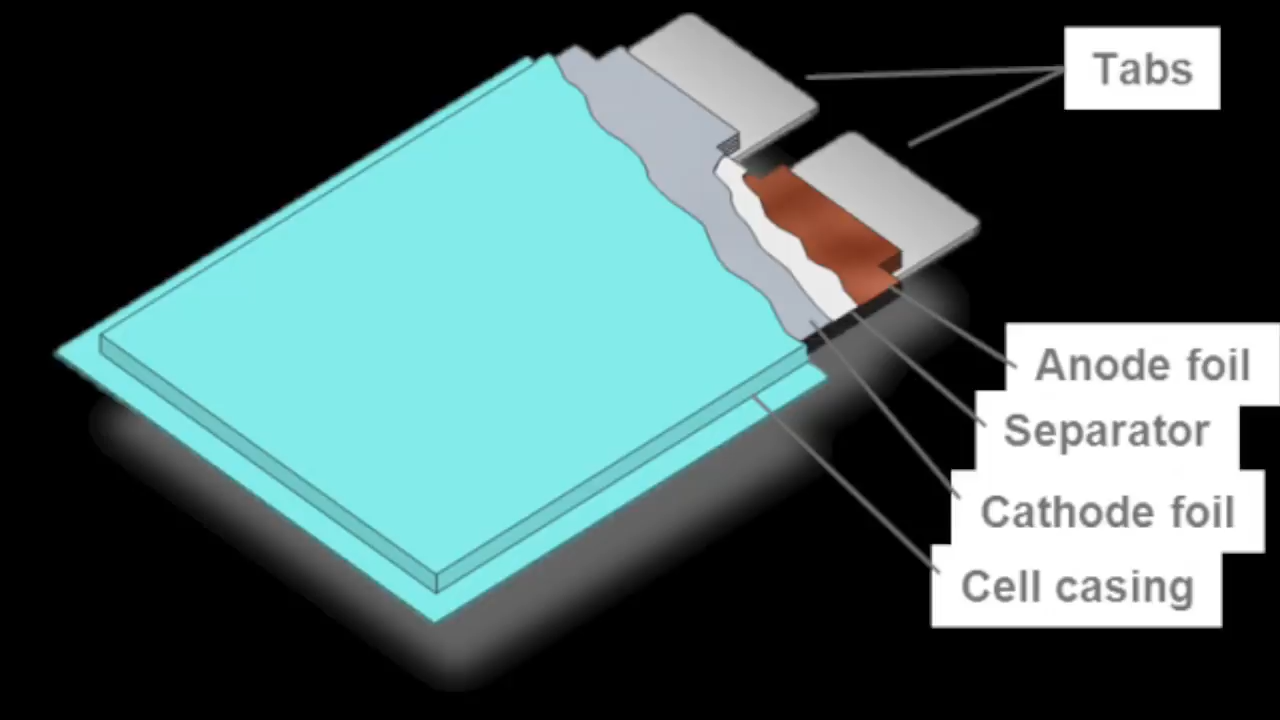 Tabs
Anode foil
Separator
Cathode foil
Cell casing